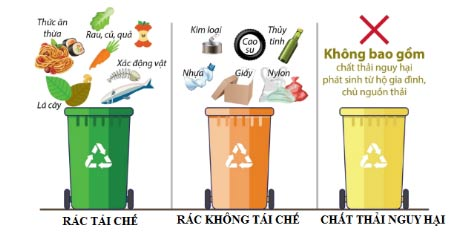 Thức ăn
thừa
Rau, củ, quả
Xác động vật
Lá cây
RÁC TÁI CHẾ
Kim loại
Cao
su
Thủy
tinh
Nhựa
Giấy
Nylon
RÁC KHÔNG TÁI CHẾ
Không bao gồm
chất thải nguy hại
phát sinh từ hộ gia đình,
chủ nguồn thải
CHẤT THẢI NGUY HẠI